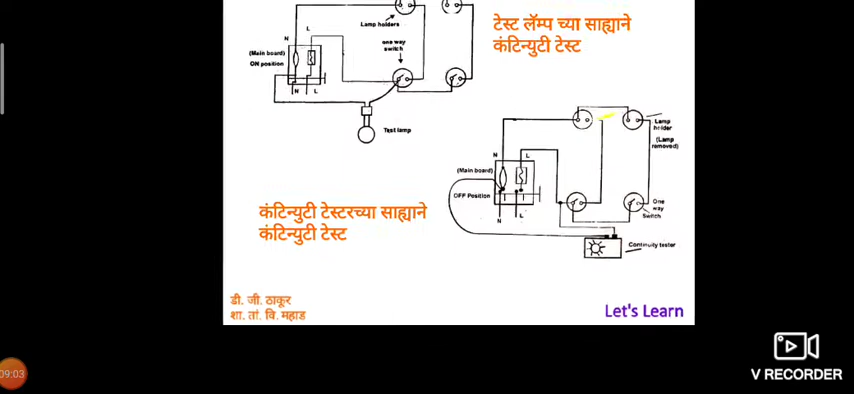 Lamp holders
N L
one way
switch
(Main board)
ON position
N L
Test lamp
टेस्ट लॅम्प च्या साह्याने
कंटिन्युटी टेस्ट
Lamp
holder
(Lamp
removed)
N L
(Main board)
OFF Position
N L
One
way
Switch
Continuity tester
कंटिन्युटी टेस्टरच्या साह्याने
कंटिन्युटी टेस्ट
डी. जी. ठाकूर
शा. तां. वि. महाड
Let's Learn
09:03
V RECORDER